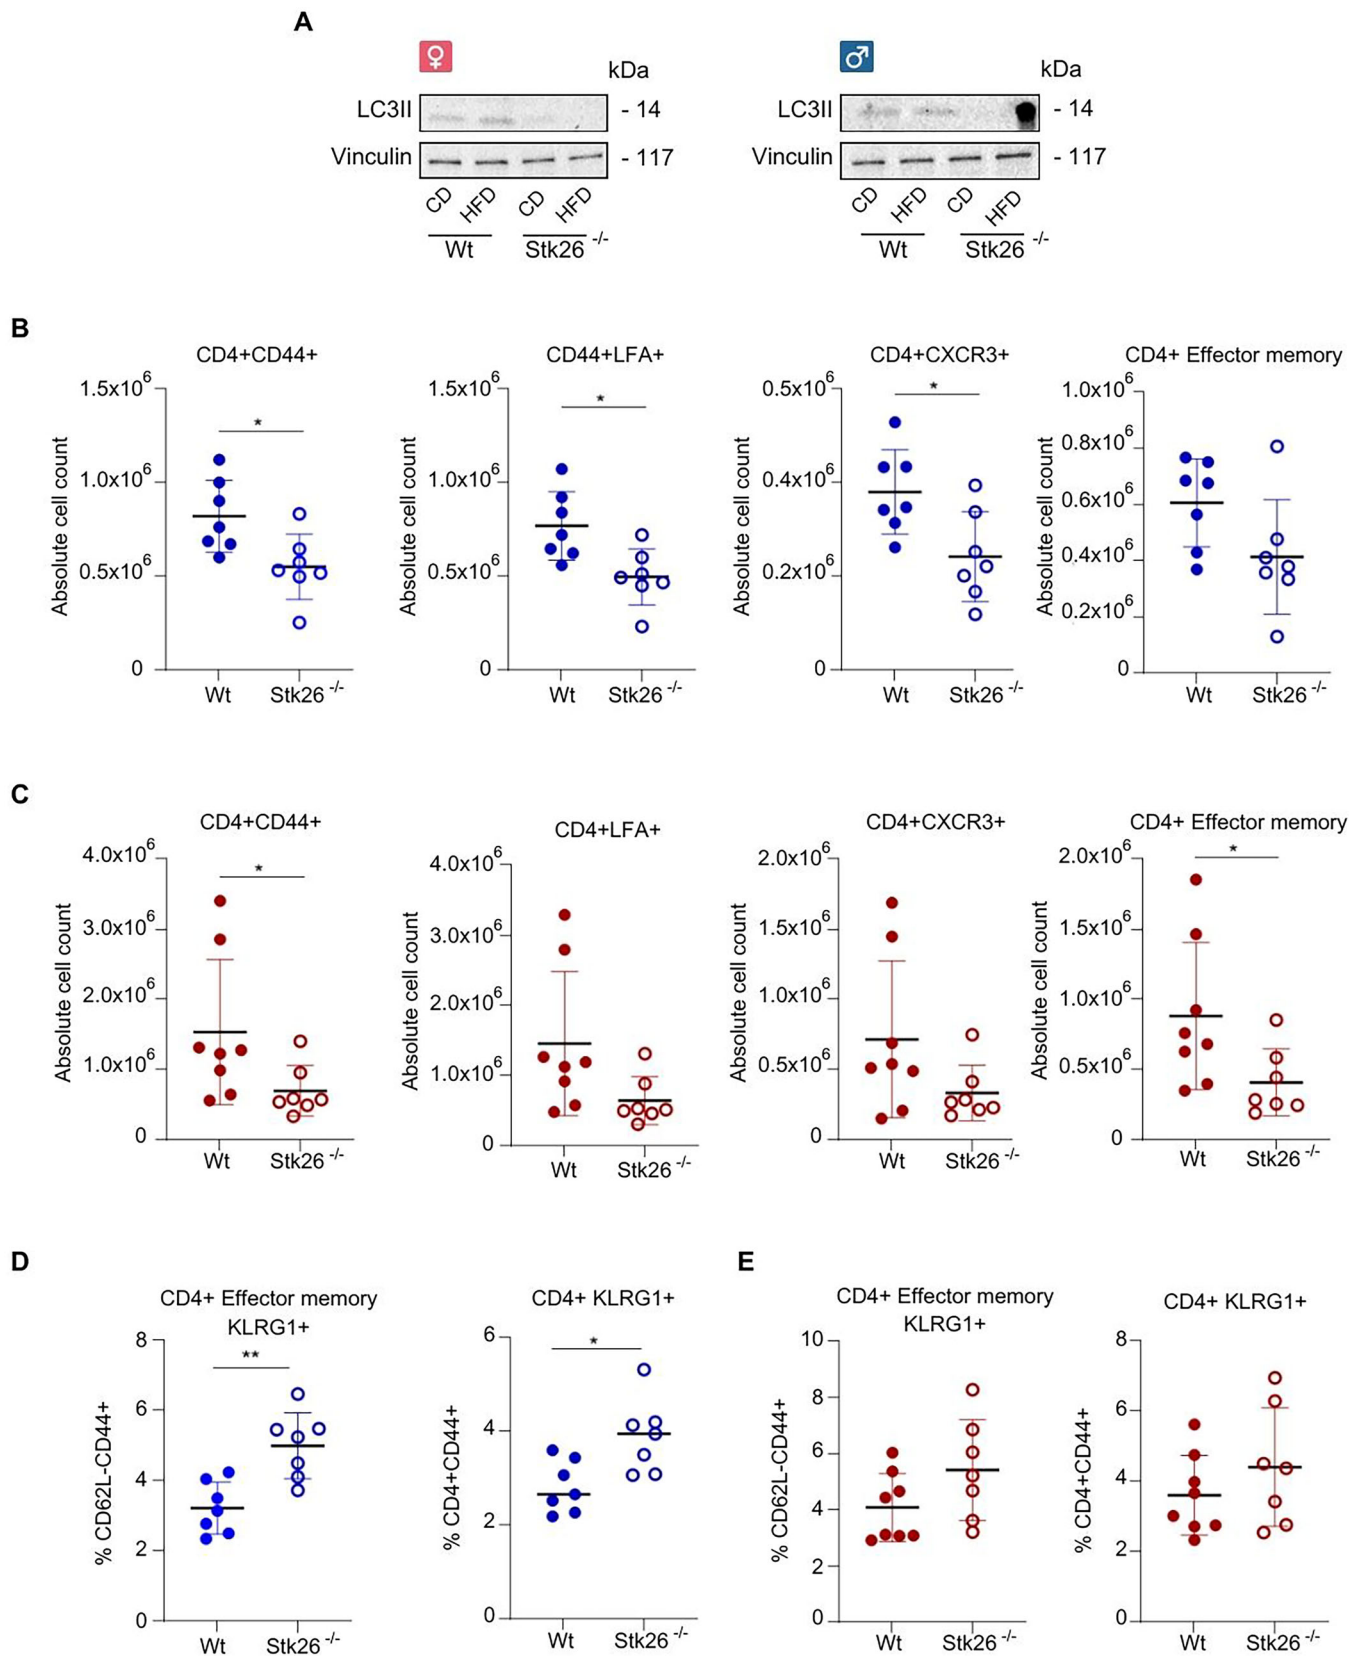 A
♀
♂
kDa
kDa
LC3II
- 14
LC3II
- 14
Vinculin
- 117
Vinculin
- 117
CD
HFD
CD
HFD
CD
HFD
CD
HFD
Wt
Stk26 -/-
Wt
Stk26 -/-
B
CD4+CD44+
CD44+LFA+
CD4+CXCR3+
CD4+ Effector memory
Absolute cell count
1.5x10^6
1.0x10^6
0.5x10^6
0
*
Wt
Stk26 -/-
Absolute cell count
1.5x10^6
1.0x10^6
0.5x10^6
0
*
Wt
Stk26 -/-
Absolute cell count
0.5x10^6
0.4x10^6
0.2x10^6
0
*
Wt
Stk26 -/-
Absolute cell count
1.0x10^6
0.8x10^6
0.6x10^6
0.4x10^6
0.2x10^6
0
Wt
Stk26 -/-
C
CD4+CD44+
CD4+LFA+
CD4+CXCR3+
CD4+ Effector memory
Absolute cell count
4.0x10^6
3.0x10^6
2.0x10^6
1.0x10^6
0
*
Wt
Stk26 -/-
Absolute cell count
4.0x10^6
3.0x10^6
2.0x10^6
1.0x10^6
0
Wt
Stk26 -/-
Absolute cell count
2.0x10^6
1.5x10^6
1.0x10^6
0.5x10^6
0
Wt
Stk26 -/-
Absolute cell count
2.0x10^6
1.5x10^6
1.0x10^6
0.5x10^6
0
*
Wt
Stk26 -/-
D
CD4+ Effector memory
KLRG1+
% CD62L-CD44+
8
6
4
2
0
**
Wt
Stk26 -/-
CD4+ KLRG1+
% CD4+CD44+
6
4
2
0
*
Wt
Stk26 -/-
E
CD4+ Effector memory
KLRG1+
% CD62L-CD44+
10
8
6
4
2
0
Wt
Stk26 -/-
CD4+ KLRG1+
% CD4+CD44+
8
6
4
2
0
Wt
Stk26 -/-